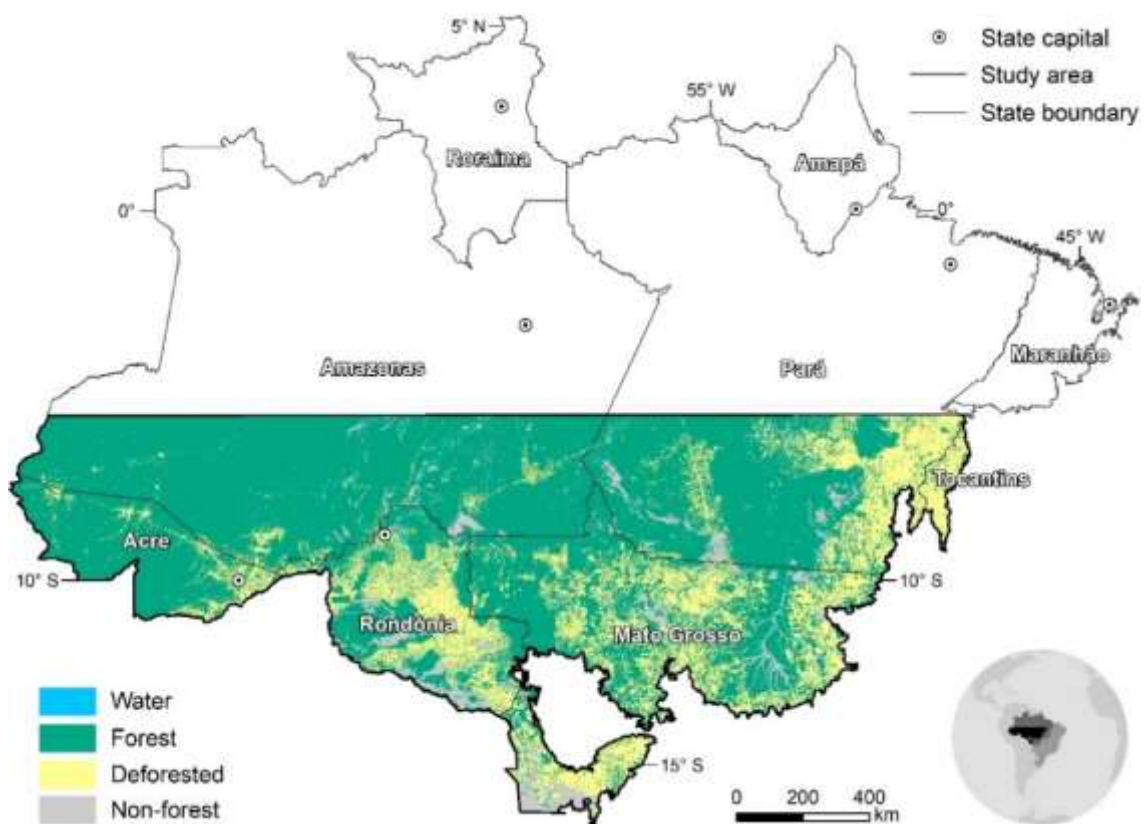 5° N
State capital
Study area
State boundary
55° W
Roraima
Amapá
0°
0°
45° W
Maranhão
Amazonas
Pará
Tocantins
Acre
10° S
10° S
Rondônia
Mato Grosso
Water
Forest
Deforested
Non-forest
15° S
0 200 400
km